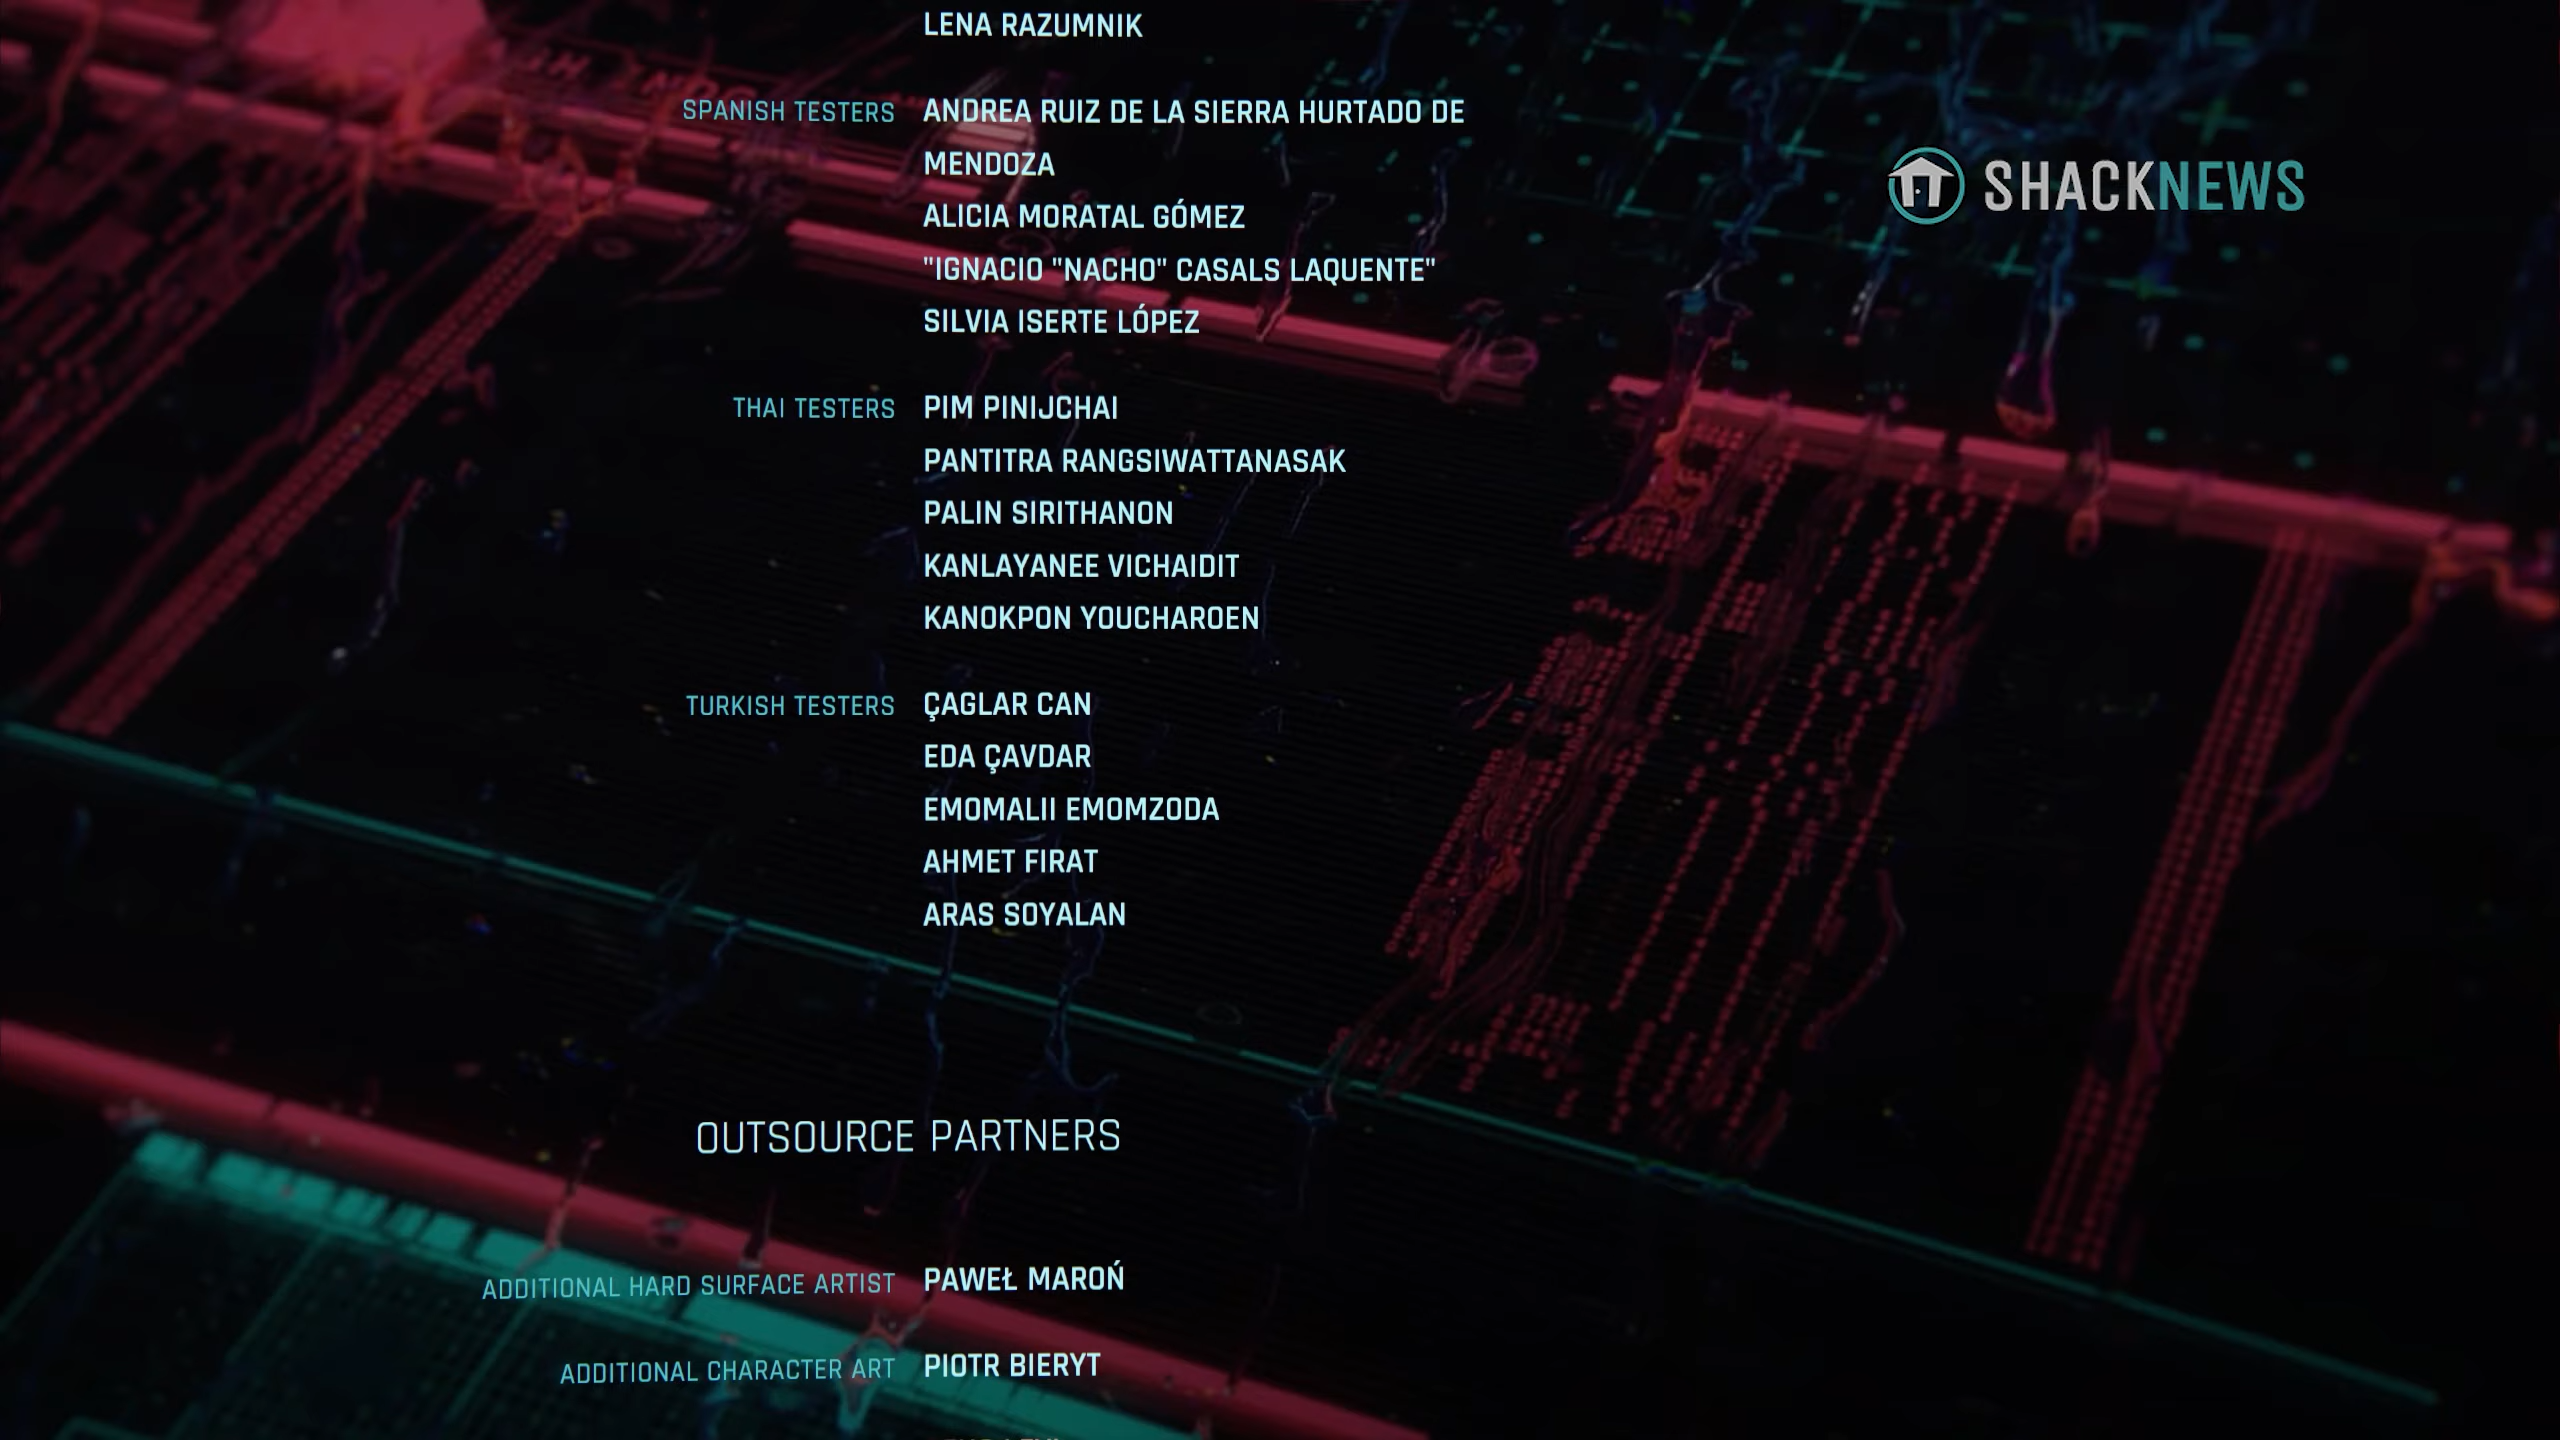 LENA RAZUMNIK
SPANISH TESTERS ANDREA RUIZ DE LA SIERRA HURTADO DE
MENDOZA
ALICIA MORATAL GÓMEZ
"IGNACIO "NACHO" CASALS LAQUENTE"
SILVIA ISERTE LÓPEZ
SHACKNEWS
THAI TESTERS PIM PINIJCHAI
PANTITRA RANGSIWATTANASAK
PALIN SIRITHANON
KANLAYANEE VICHAIDIT
KANOKPON YOUCHAROEN
TURKISH TESTERS ÇAGLAR CAN
EDA ÇAVDAR
EMOMALII EMOMZODA
AHMET FIRAT
ARAS SOYALAN
OUTSOURCE PARTNERS
ADDITIONAL HARD SURFACE ARTIST PAWEŁ MAROŃ
ADDITIONAL CHARACTER ART PIOTR BIERYT